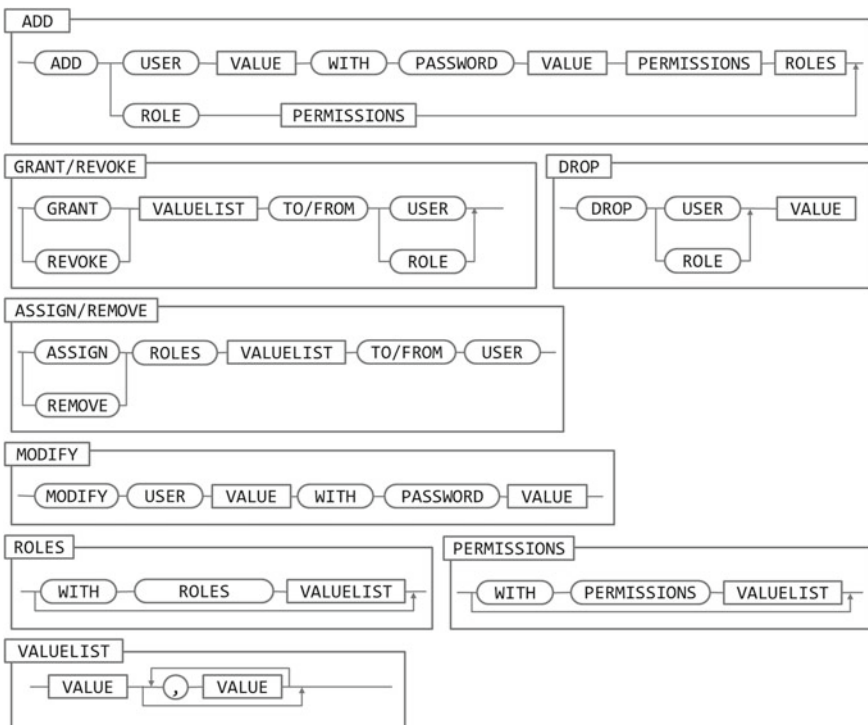 ADD
ADD USER VALUE WITH PASSWORD VALUE PERMISSIONS ROLES
ROLE PERMISSIONS
GRANT/REVOKE
GRANT VALUELIST TO/FROM USER
REVOKE ROLE
DROP
DROP USER VALUE
ROLE
ASSIGN/REMOVE
ASSIGN ROLES VALUELIST TO/FROM USER
REMOVE
MODIFY
MODIFY USER VALUE WITH PASSWORD VALUE
ROLES
WITH ROLES VALUELIST
PERMISSIONS
WITH PERMISSIONS VALUELIST
VALUELIST
VALUE , VALUE